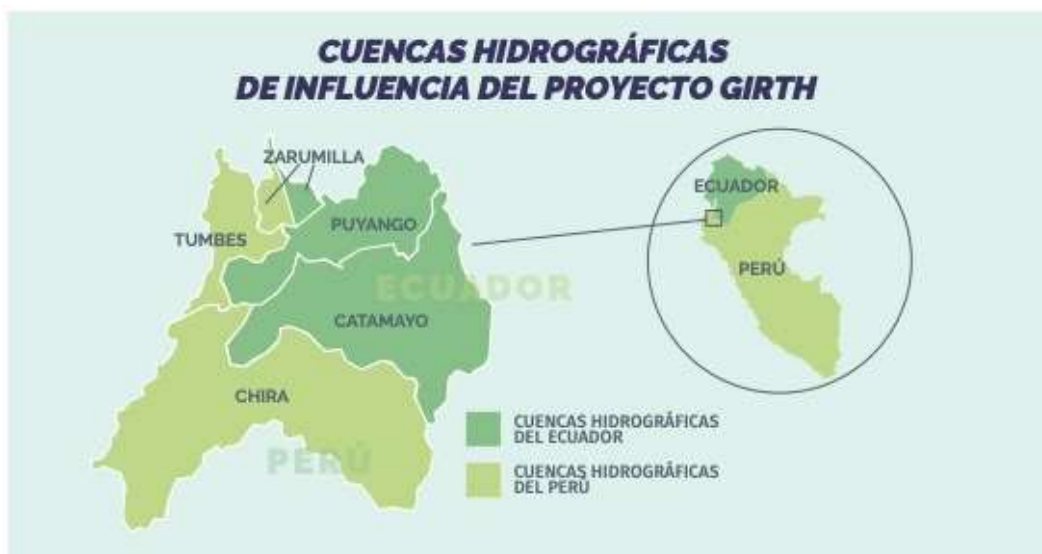 CUENCAS HIDROGRÁFICAS
DE INFLUENCIA DEL PROYECTO GIRTH
ZARUMILLA
PUYANGO
TUMBES
ECUADOR
CATAMAYO
CHIRA
PERÚ
ECUADOR
PERÚ
CUENCAS HIDROGRÁFICAS
DEL ECUADOR
CUENCAS HIDROGRÁFICAS
DEL PERÚ